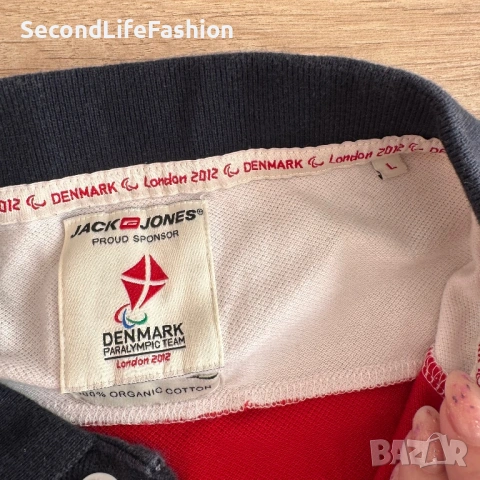 SecondLifeFashion
2012 DENMARK London 2012 DENMARK London 2012
L
JACK JONES®
PROUD SPONSOR
DENMARK
PARALYMPIC TEAM
London 2012
100% ORGANIC COTTON
BAZAR